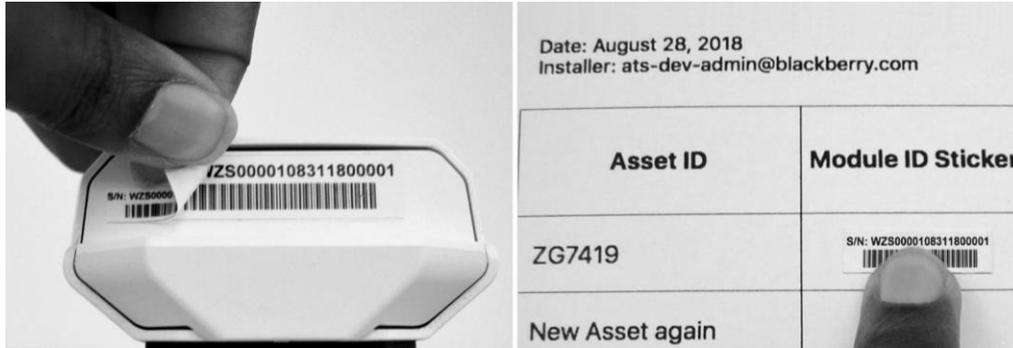 WZS0000108311800001
S/N: WZS0000
Date: August 28, 2018
Installer: ats-dev-admin@blackberry.com
Asset ID
Module ID Sticker
ZG7419
S/N: WZS0000108311800001
New Asset again